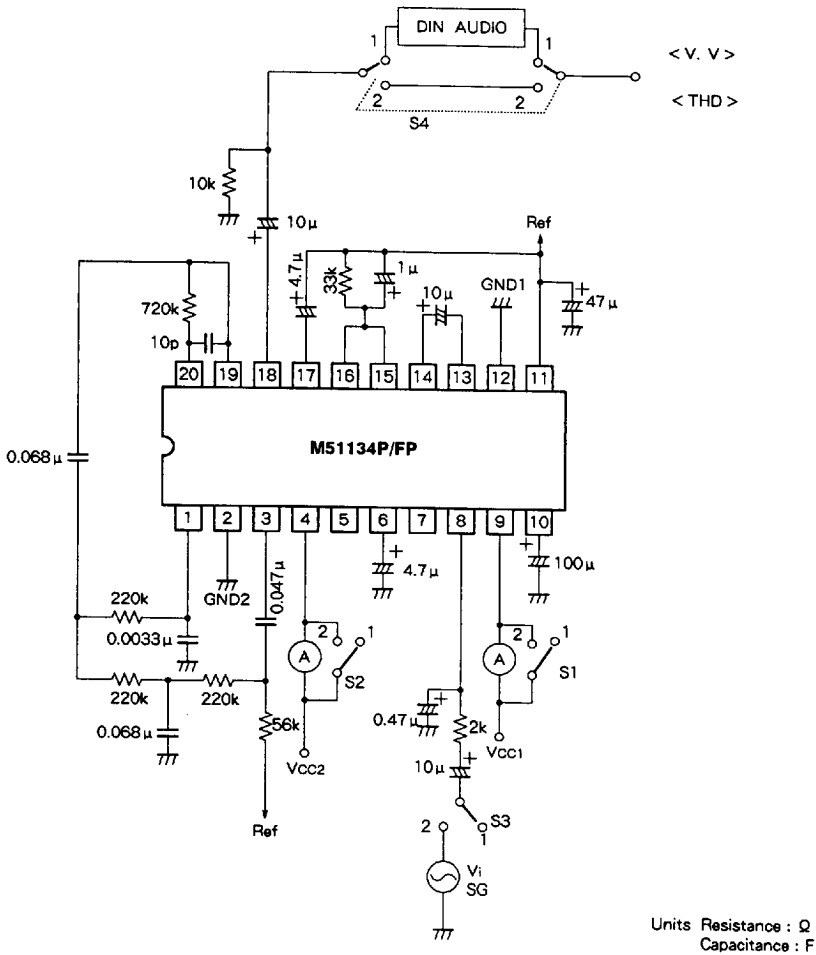 DIN AUDIO
1
1
< V. V >
2
2
< THD >
S4
10k
10μ
+
Ref
4.7μ
+
33k
1μ
+
10μ
+
GND1
+
47μ
720k
10p
20
19
18
17
16
15
14
13
12
11
M51134P/FP
0.068μ
1
2
3
4
5
6
7
8
9
10
+
4.7μ
+
100μ
GND2
0.047μ
220k
0.0033μ
2
1
A
S2
2
1
A
S1
220k
220k
0.068μ
56k
0.47μ
+
2k
VCC2
VCC1
10μ
+
Ref
2
S3
1
Vi
SG
Units Resistance : Ω
Capacitance : F